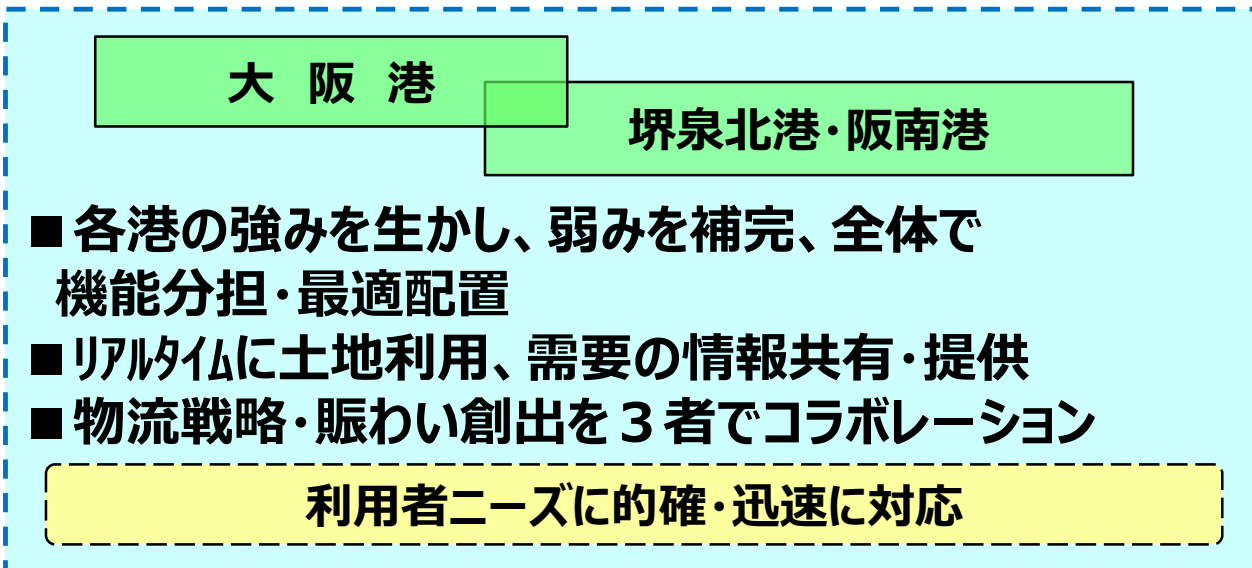 大 阪 港
堺泉北港・阪南港
■各港の強みを生かし、弱みを補完、全体で
機能分担・最適配置
■ﾘｱﾙﾀｲﾑに土地利用、需要の情報共有・提供
■物流戦略・賑わい創出を３者でコラボレーション
利用者ニーズに的確・迅速に対応